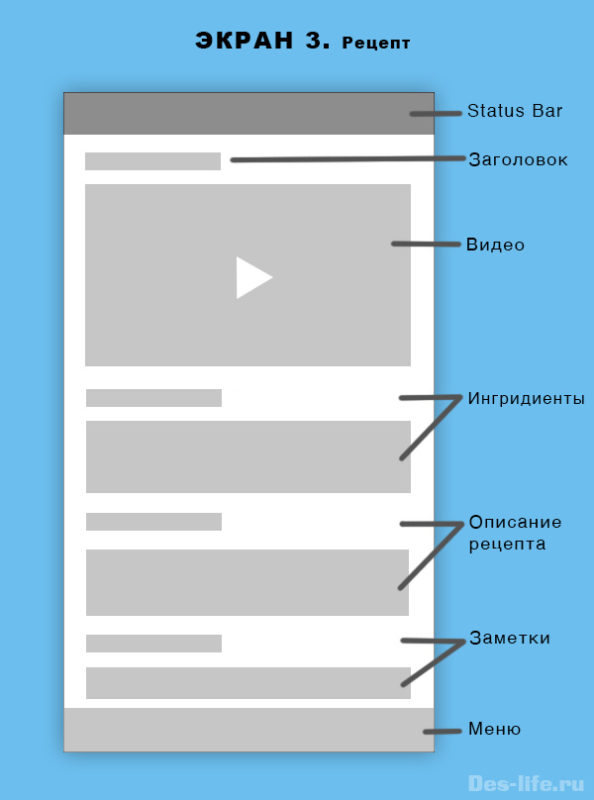 ЭКРАН 3. Рецепт
Status Bar
Заголовок
Видео
Ингридиенты
Описание
рецепта
Заметки
Меню
Des-life.ru